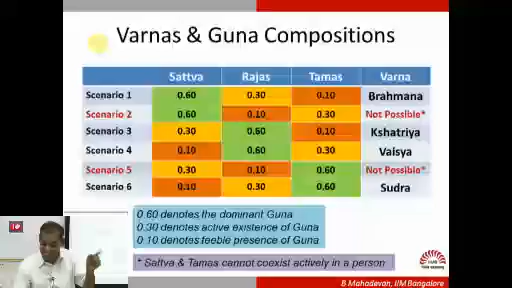 Varnas & Guna Compositions
Sattva Rajas Tamas Varna
Scenario 1 0.60 0.30 0.10 Brahmana
Scenario 2 0.60 0.10 0.30 Not Possible*
Scenario 3 0.30 0.60 0.10 Kshatriya
Scenario 4 0.10 0.60 0.30 Vaisya
Scenario 5 0.30 0.10 0.60 Not Possible*
Scenario 6 0.10 0.30 0.60 Sudra
0.60 denotes the dominant Guna
0.30 denotes active existence of Guna
0.10 denotes feeble presence of Guna
* Sattva & Tamas cannot coexist actively in a person
B Mahadevan, IIM Bangalore